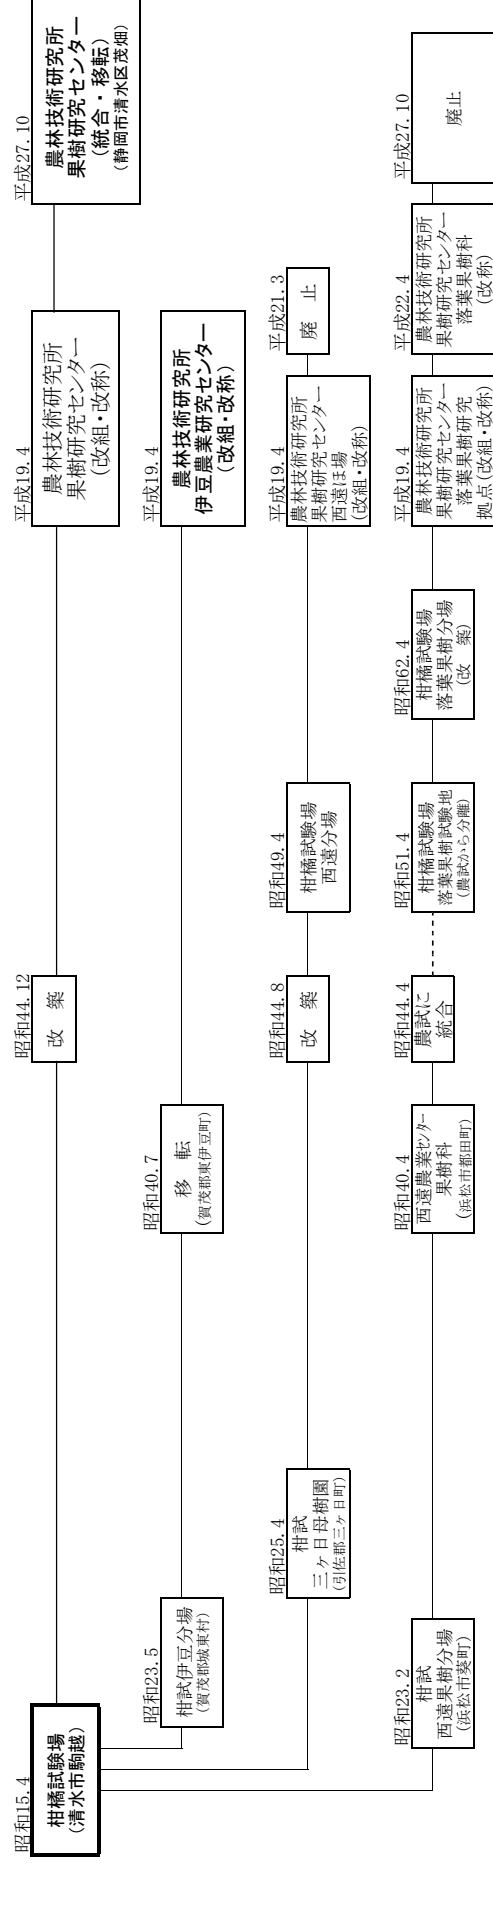 昭和15.4
柑橘試験場
(清水市駒越)
昭和44.12
改　築
平成19.4
農林技術研究所
果樹研究センター
(改組・改称)
平成27.10
農林技術研究所
果樹研究センター
(統合・移転)
(静岡市清水区茂畑)
昭和23.5
柑試伊豆分場
(賀茂郡城東村)
昭和40.7
移　転
(賀茂郡東伊豆町)
平成19.4
農林技術研究所
伊豆農業研究センター
(改組・改称)
昭和25.4
柑試
三ヶ日母樹園
(引佐郡三ヶ日町)
昭和44.8
改　築
昭和49.4
柑橘試験場
西遠分場
平成19.4
農林技術研究所
果樹研究センター
西遠ほ場
(改組・改称)
平成21.3
廃　止
昭和23.2
柑試
西遠果樹分場
(浜松市葵町)
昭和40.4
西遠農業センター
果樹科
(浜松市都田町)
昭和44.4
農試に
統合
昭和51.4
柑橘試験場
落葉果樹試験地
(農試から分離)
昭和62.4
柑橘試験場
落葉果樹分場
(改　築)
平成19.4
農林技術研究所
果樹研究センター
落葉果樹研究
拠点(改組・改称)
平成22.4
農林技術研究所
果樹研究センター
落葉果樹科
(改称)
平成27.10
廃止